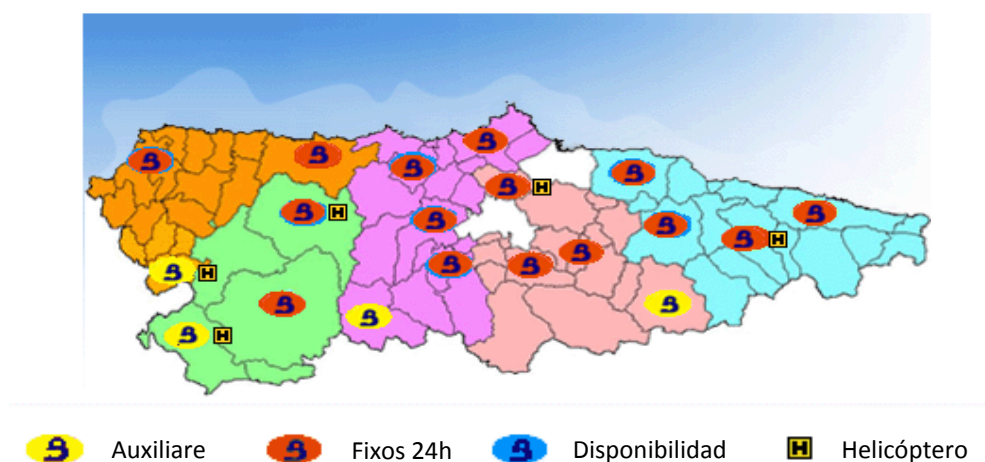 H
H
H
H
H
Auxiliare
Fixos 24h
Disponibilidad
H
Helicóptero